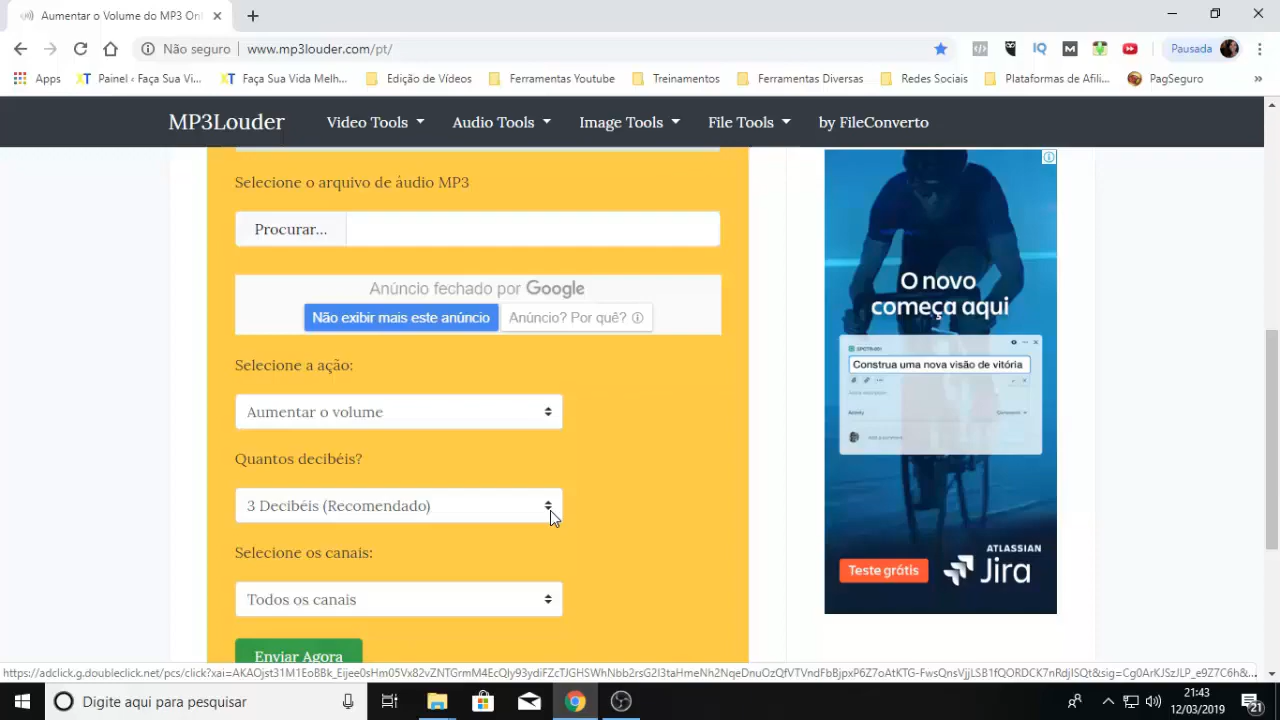 Aumentar o Volume do MP3 Onl
Não seguro
www.mp3louder.com/pt/
IQ
M
Pausada
Apps
Painel ‹ Faça Sua Vi...
Faça Sua Vida Melh...
Edição de Vídeos
Ferramentas Youtube
Treinamentos
Ferramentas Diversas
Redes Sociais
Plataformas de Afili...
PagSeguro
MP3Louder
Video Tools
Audio Tools
Image Tools
File Tools
by FileConverto
Selecione o arquivo de áudio MP3
Procurar...
Anúncio fechado por Google
Não exibir mais este anúncio
Anúncio? Por quê?
Selecione a ação:
Aumentar o volume
Quantos decibéis?
3 Decibéis (Recomendado)
Selecione os canais:
Todos os canais
Enviar Agora
O novo
começa aqui
Construa uma nova visão de vitória
Activity
Teste grátis
ATLASSIAN
Jira
Digite aqui para pesquisar
21:43
12/03/2019
21